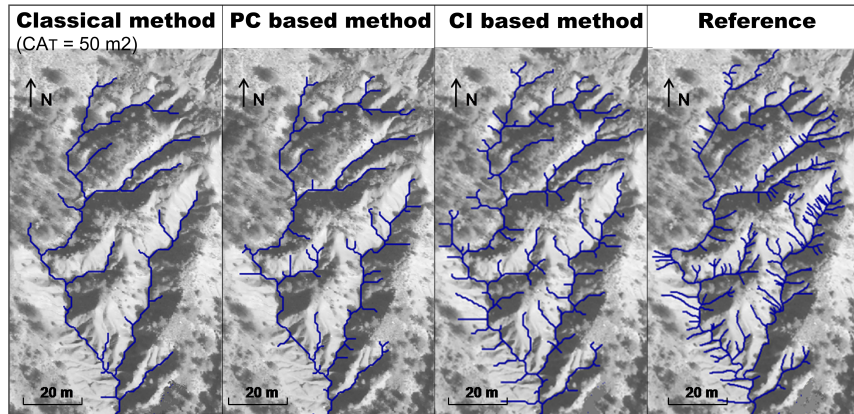 Classical method
(CAT = 50 m2)
PC based method
CI based method
Reference
N
N
N
N
20 m
20 m
20 m
20 m